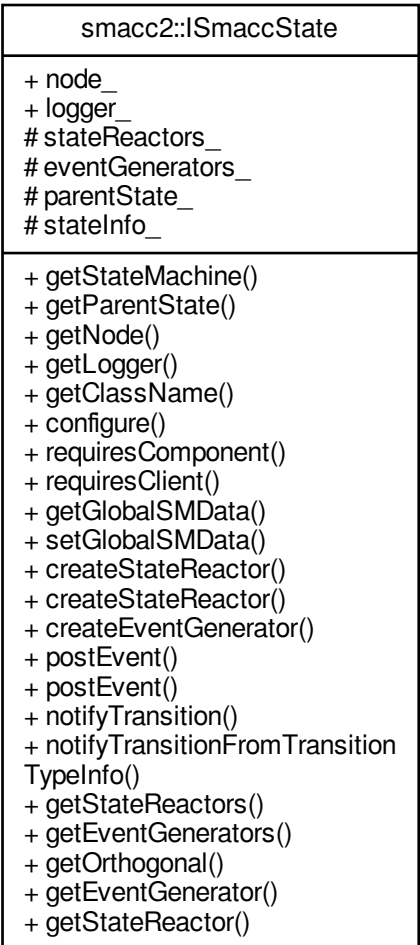 smacc2::ISmaccState
+ node_
+ logger_
# stateReactors_
# eventGenerators_
# parentState_
# stateInfo_
+ getStateMachine()
+ getParentState()
+ getNode()
+ getLogger()
+ getClassName()
+ configure()
+ requiresComponent()
+ requiresClient()
+ getGlobalSMData()
+ setGlobalSMData()
+ createStateReactor()
+ createStateReactor()
+ createEventGenerator()
+ postEvent()
+ postEvent()
+ notifyTransition()
+ notifyTransitionFromTransition
TypeInfo()
+ getStateReactors()
+ getEventGenerators()
+ getOrthogonal()
+ getEventGenerator()
+ getStateReactor()